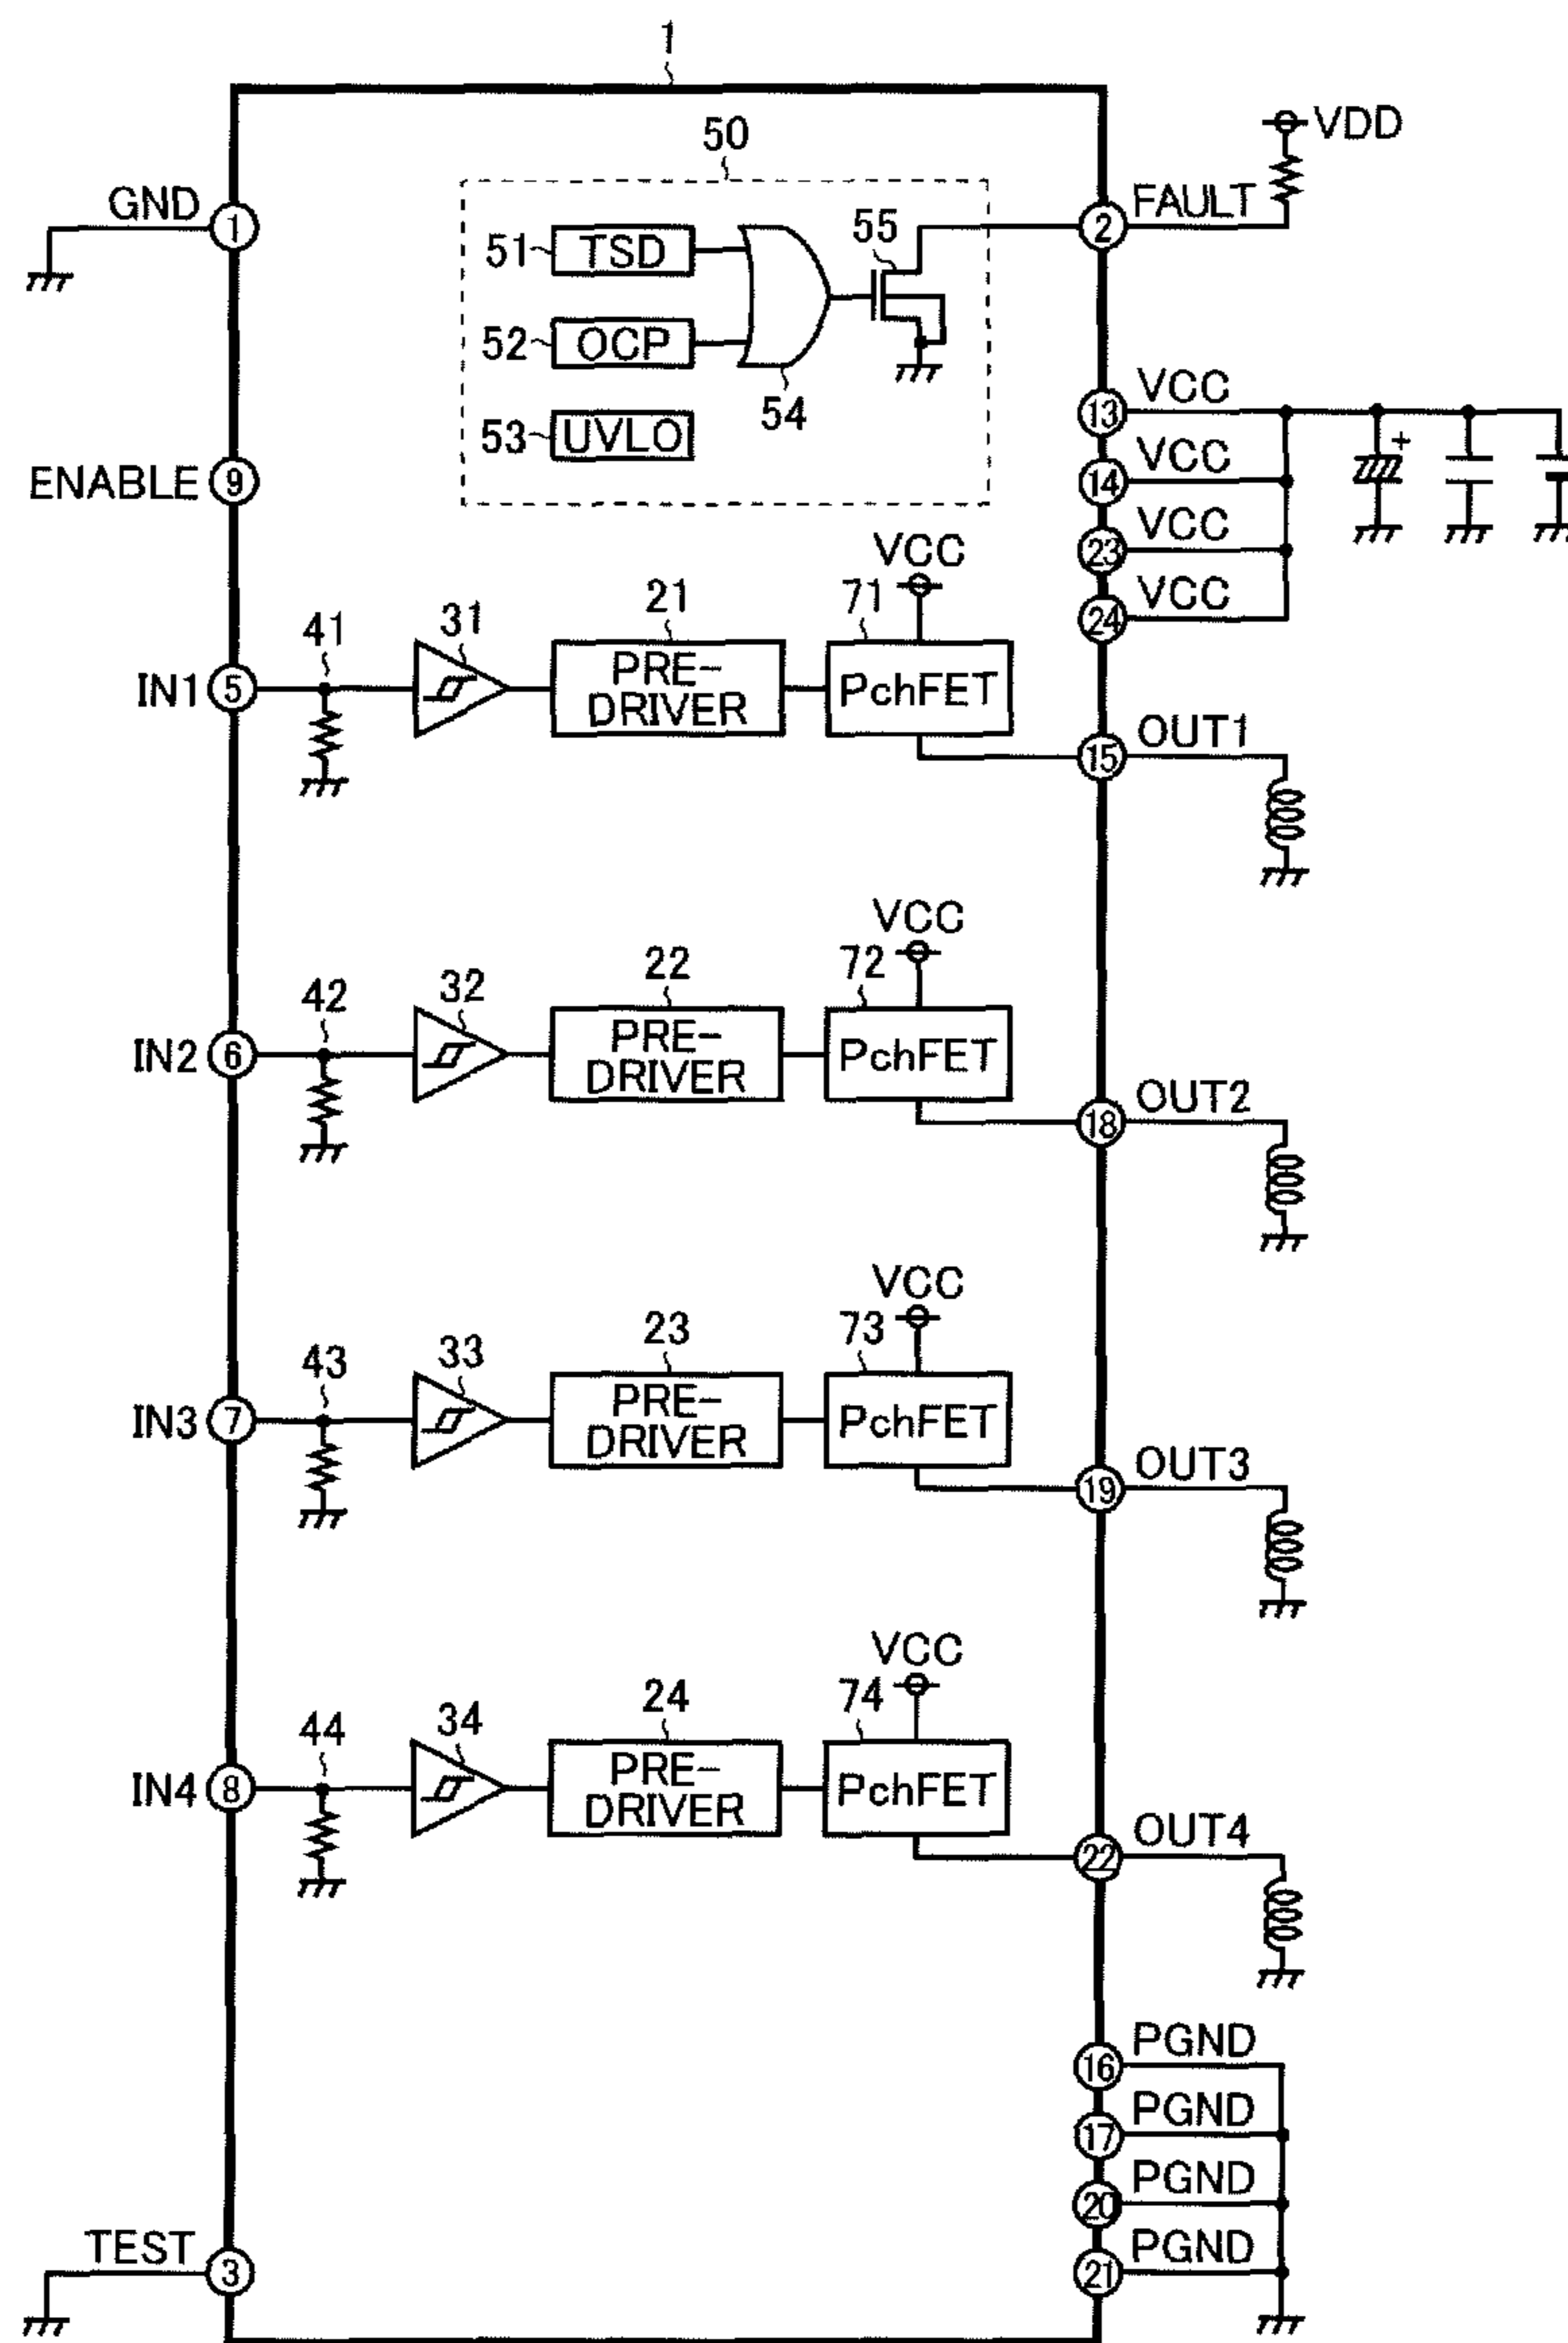 1
50
VDD
GND
1
2
FAULT
51
TSD
55
52
OCP
54
53
UVLO
13
VCC
+
ENABLE
9
14
VCC
23
VCC
24
VCC
VCC
41
31
21
71
IN1
5
PRE-
DRIVER
PchFET
15
OUT1
VCC
42
32
22
72
IN2
6
PRE-
DRIVER
PchFET
18
OUT2
VCC
43
33
23
73
IN3
7
PRE-
DRIVER
PchFET
19
OUT3
VCC
44
34
24
74
IN4
8
PRE-
DRIVER
PchFET
22
OUT4
16
PGND
17
PGND
20
PGND
TEST
3
21
PGND